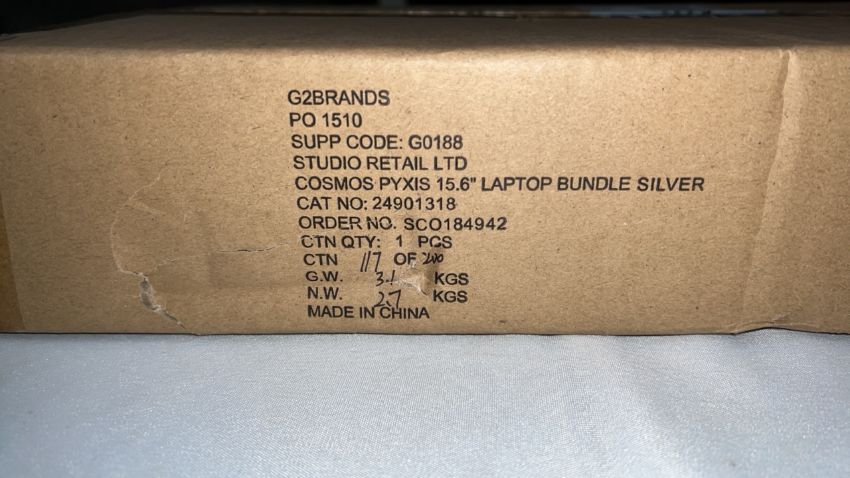 G2BRANDS
PO 1510
SUPP CODE: G0188
STUDIO RETAIL LTD
COSMOS PYXIS 15.6" LAPTOP BUNDLE SILVER
CAT NO: 24901318
ORDER NO. SCO184942
CTN QTY: 1 PCS
CTN 117 OF 200
G.W. 3.1 KGS
N.W. 2.7 KGS
MADE IN CHINA